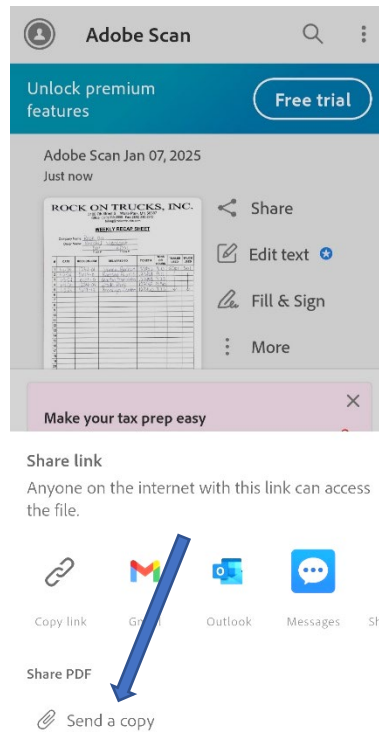 Adobe Scan
Unlock premium
features
Free trial
Adobe Scan Jan 07, 2025
Just now
ROCK ON TRUCKS, INC.
WEEKLY RECAP SHEET
Share
Edit text
Fill & Sign
More
Make your tax prep easy
Share link
Anyone on the internet with this link can access
the file.
Copy link
Gmail
Outlook
Messages
Sh
Share PDF
Send a copy